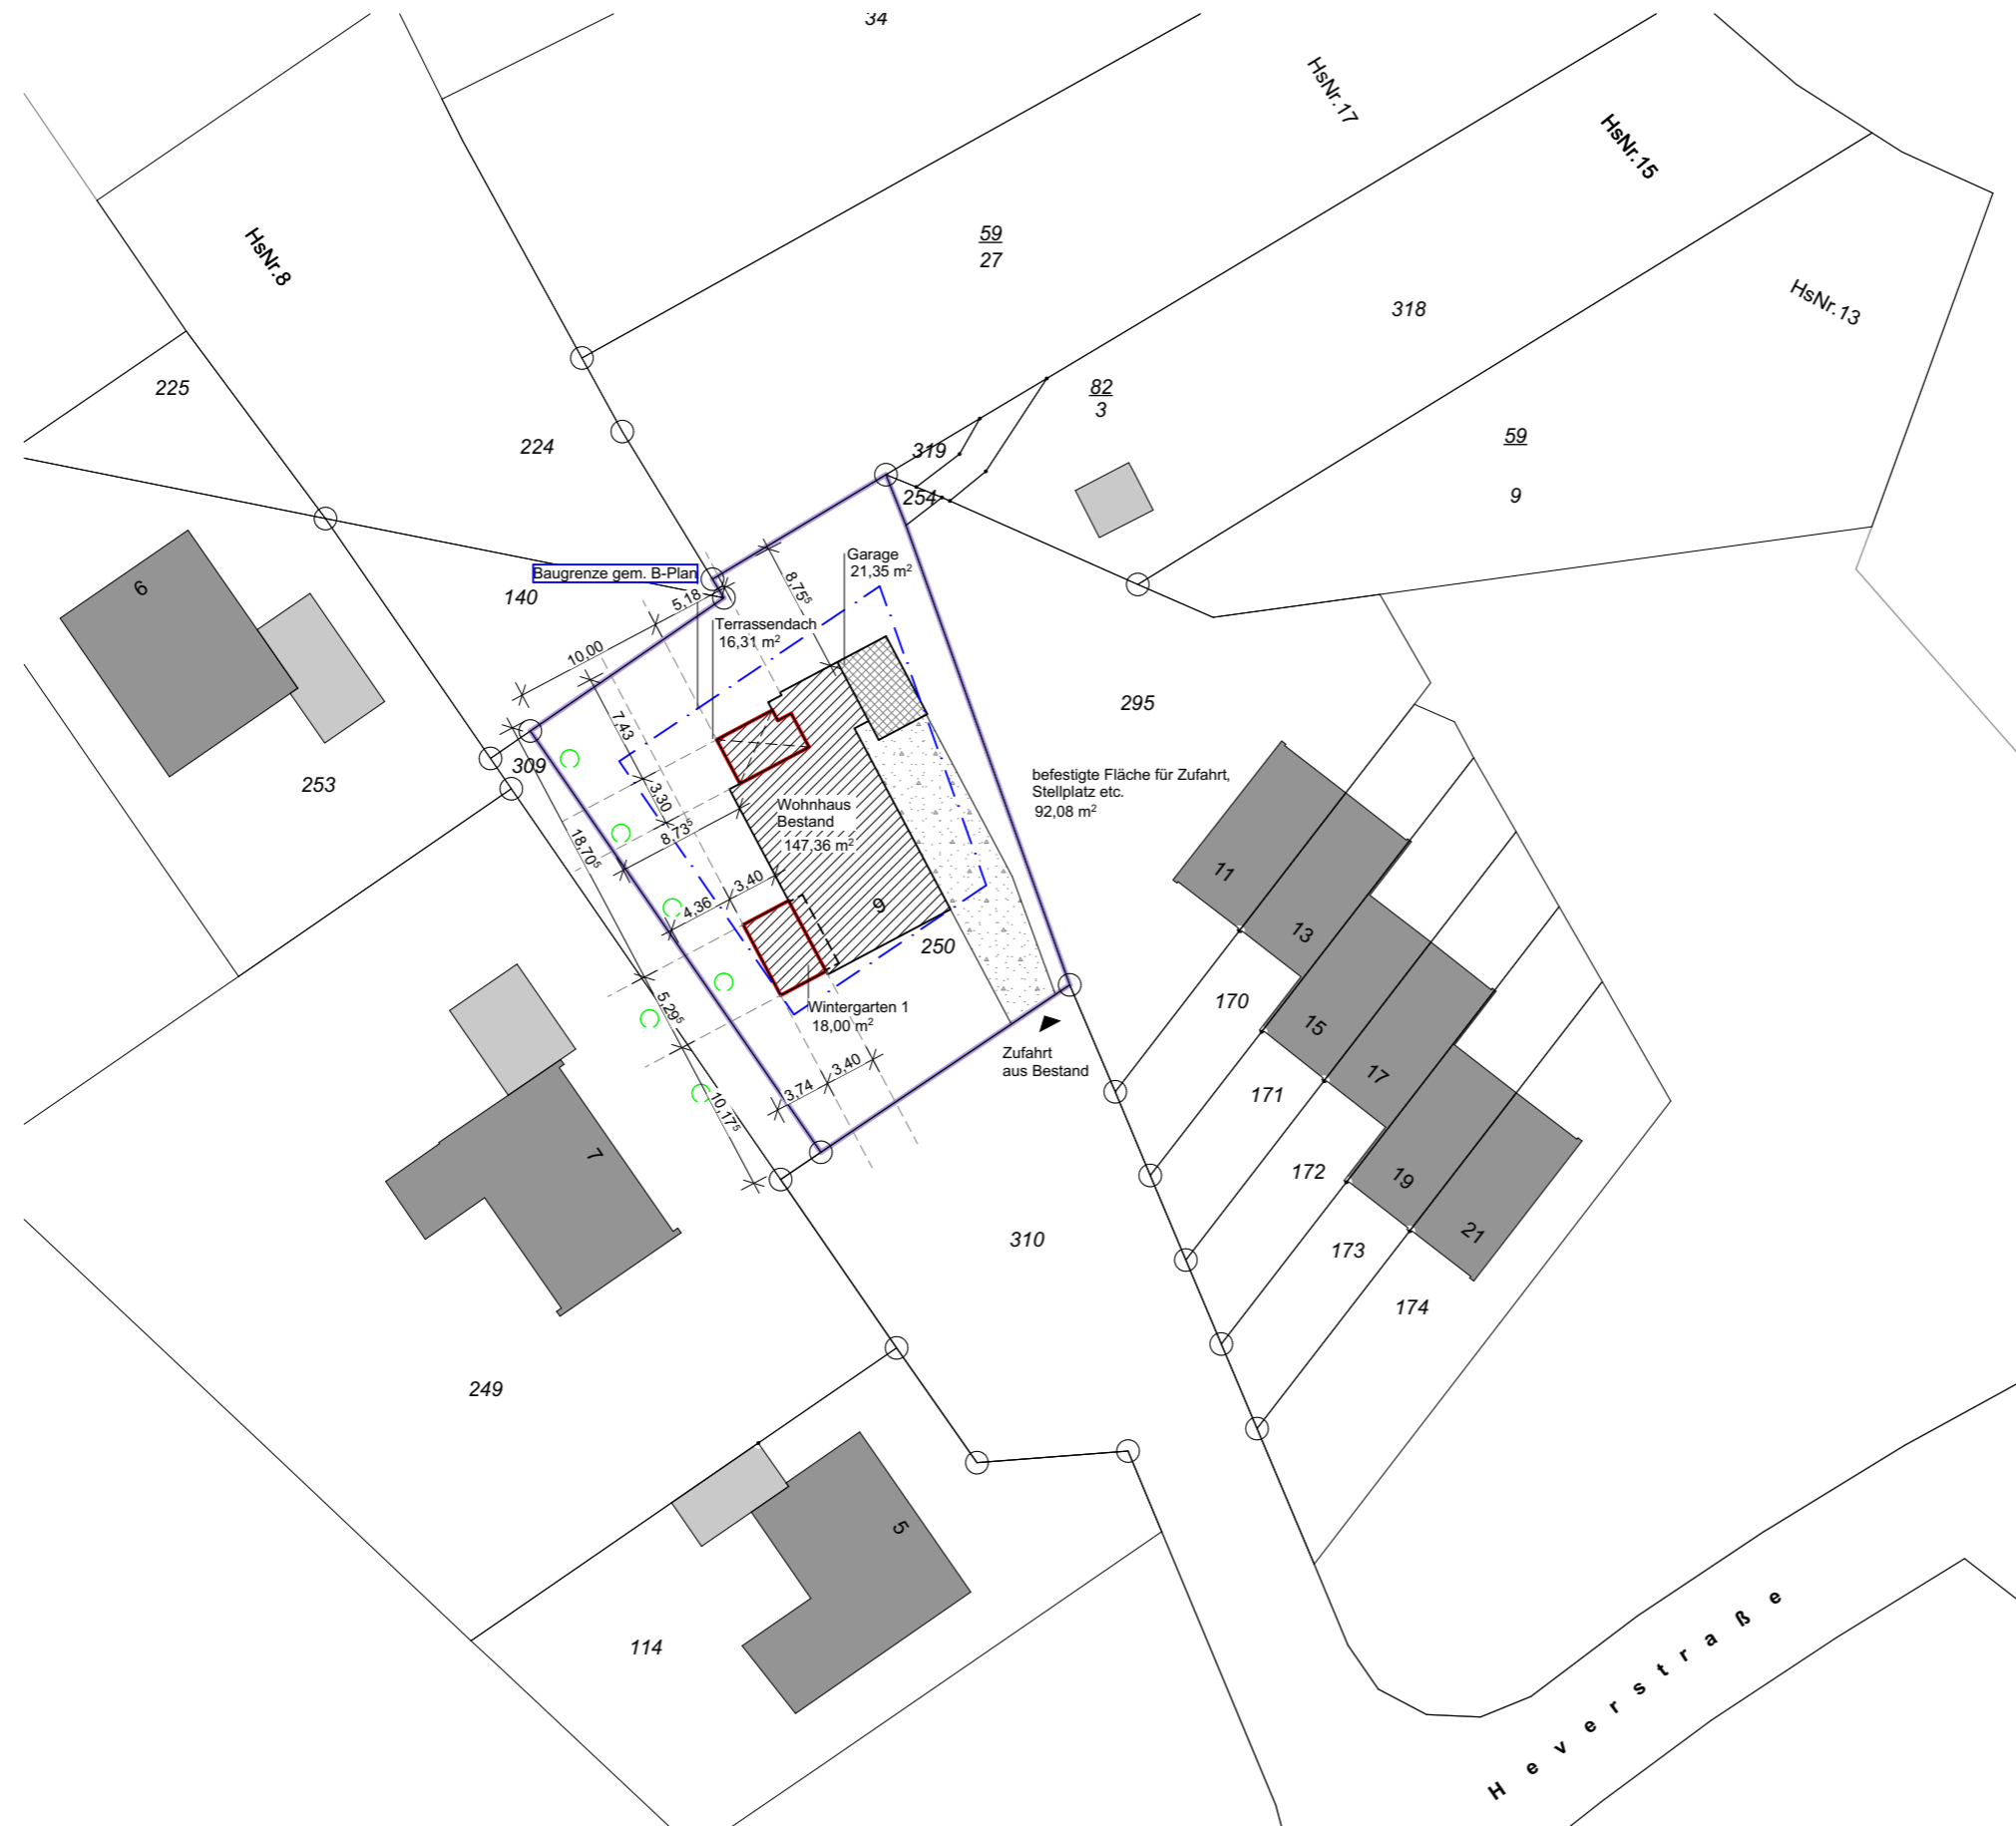 34
HsNr.17
HsNr.15
HsNr.8
59
27
318
HsNr.13
225
82
3
224
319
59
9
254
Garage
21,35 m²
Baugrenze gem. B-Plan
6
140
8,75⁵
5,18
Terrassendach
16,31 m²
10,00
295
7,43
309
253
befestigte Fläche für Zufahrt,
Stellplatz etc.
92,08 m²
3,30
8,73⁵
Wohnhaus
Bestand
147,36 m²
18,70⁵
11
3,40
4,36
9
13
250
170
5,29⁵
Wintergarten 1
18,00 m²
15
Zufahrt
aus Bestand
3,40
3,74
17
171
10,17⁵
7
172
19
310
21
173
174
249
5
114
Heverstraße